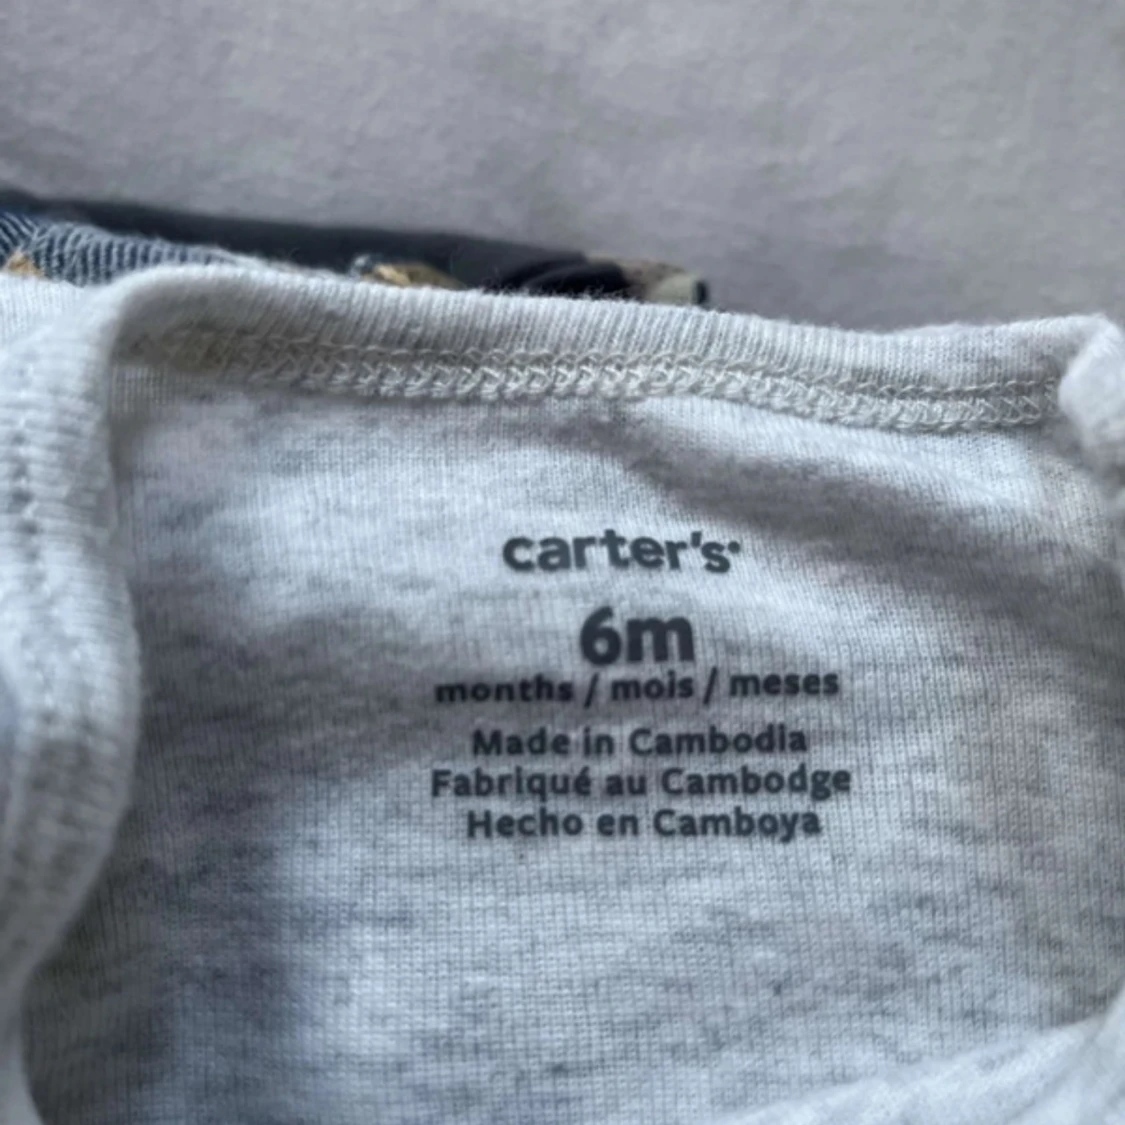 carter's
6m
months / mois / meses
Made in Cambodia
Fabriqué au Cambodge
Hecho en Camboya